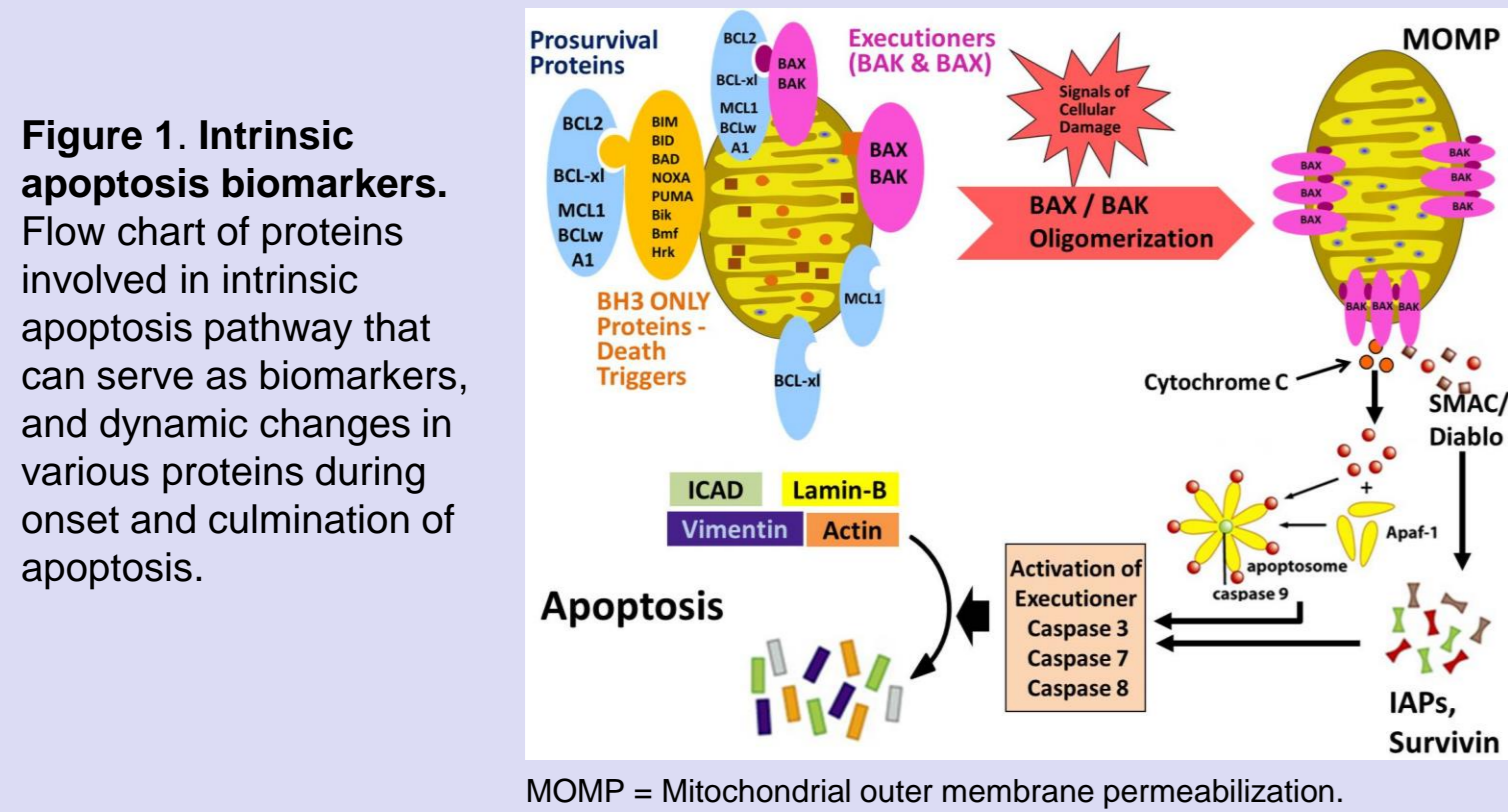 Figure 1. Intrinsic
apoptosis biomarkers.
Flow chart of proteins
involved in intrinsic
apoptosis pathway that
can serve as biomarkers,
and dynamic changes in
various proteins during
onset and culmination of
apoptosis.
Prosurvival
Proteins
BCL2
BCL-xl
MCL1
BCLw
A1
BAX
BAK
Executioners
(BAK & BAX)
BCL2
BCL-xl
MCL1
BCLw
A1
BIM
BID
BAD
NOXA
PUMA
Bik
Bmf
Hrk
BAX
BAK
BH3 ONLY
Proteins -
Death
Triggers
MCL1
BCL-xl
Signals of
Cellular
Damage
BAX / BAK
Oligomerization
MOMP
BAX
BAX
BAX
BAK
BAK
BAK
BAK BAX BAK
Cytochrome C
SMAC/
Diablo
+
Apaf-1
apoptosome
caspase 9
IAPs,
Survivin
Activation of
Executioner
Caspase 3
Caspase 7
Caspase 8
ICAD
Lamin-B
Vimentin
Actin
Apoptosis
MOMP = Mitochondrial outer membrane permeabilization.